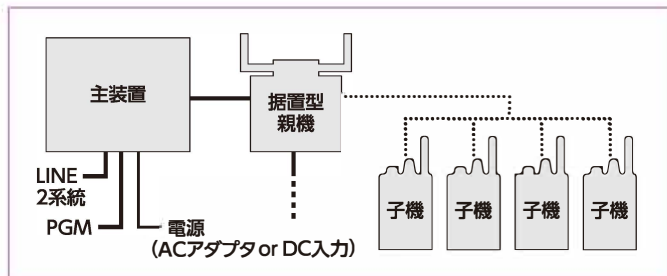 主装置
据置型
親機
LINE
2系統
PGM
電源
(ACアダプタ or DC入力)
子機
子機
子機
子機